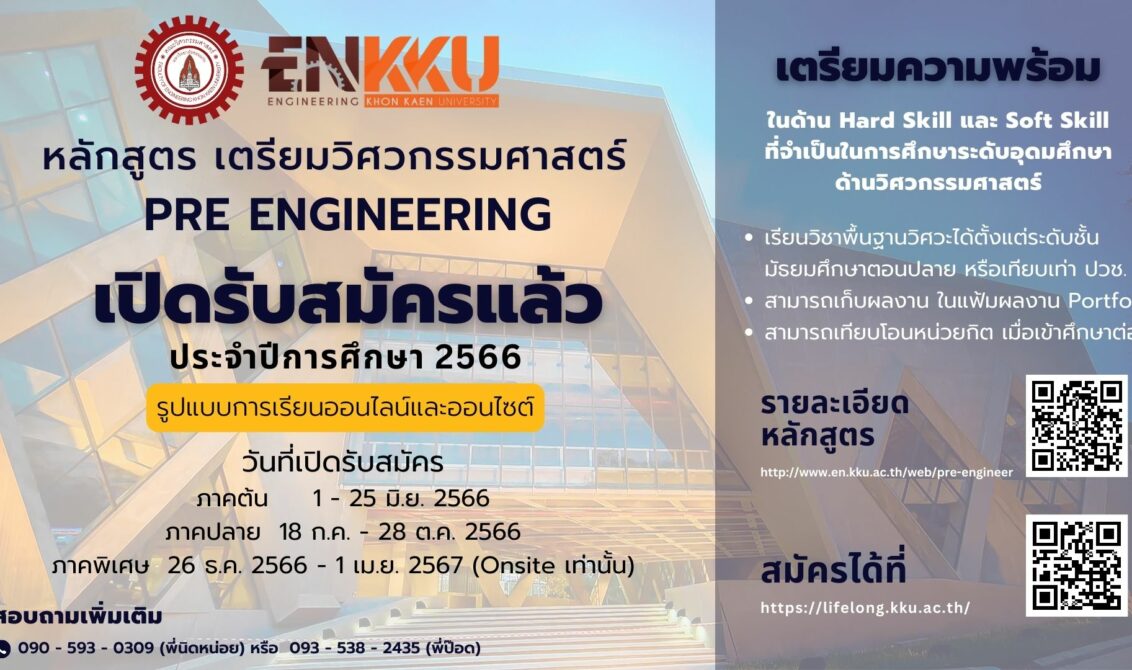 ENKKU
ENGINEERING KHON KAEN UNIVERSITY
หลักสูตร เตรียมวิศวกรรมศาสตร์
PRE ENGINEERING
เปิดรับสมัครแล้ว
ประจำปีการศึกษา 2566
รูปแบบการเรียนออนไลน์และออนไซต์
วันที่เปิดรับสมัคร
ภาคต้น 1 - 25 มิ.ย. 2566
ภาคปลาย 18 ก.ค. - 28 ต.ค. 2566
ภาคพิเศษ 26 ธ.ค. 2566 - 1 เม.ย. 2567 (Onsite เท่านั้น)
สอบถามเพิ่มเติม
090 - 593 - 0309 (พี่นิดหน่อย) หรือ 093 - 538 - 2435 (พี่ป๊อด)
เตรียมความพร้อม
ในด้าน Hard Skill และ Soft Skill
ที่จำเป็นในการศึกษาระดับอุดมศึกษา
ด้านวิศวกรรมศาสตร์
• เรียนวิชาพื้นฐานวิศวะได้ตั้งแต่ระดับชั้น
มัธยมศึกษาตอนปลาย หรือเทียบเท่า ปวช.
• สามารถเก็บผลงาน ในแฟ้มผลงาน Portfo
• สามารถเทียบโอนหน่วยกิต เมื่อเข้าศึกษาต่อ
รายละเอียด
หลักสูตร
http://www.en.kku.ac.th/web/pre-engineer
สมัครได้ที่
https://lifelong.kku.ac.th/